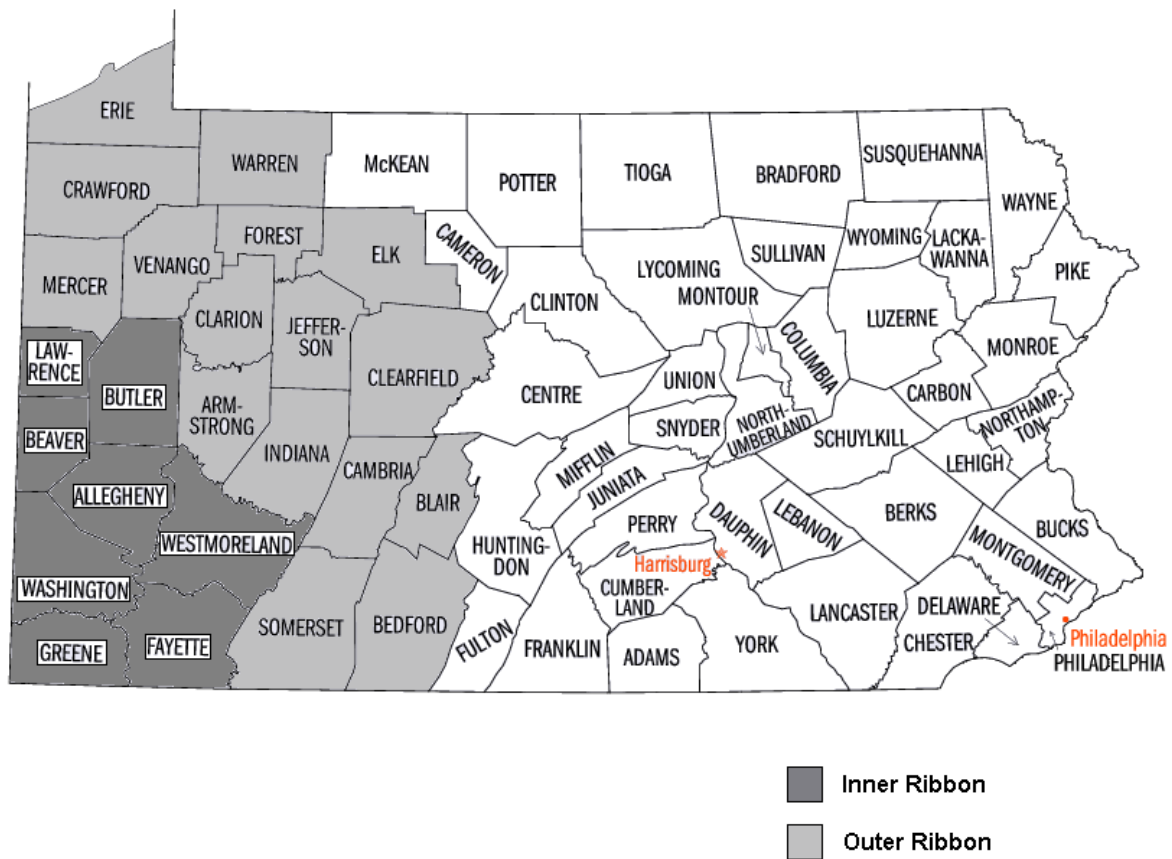 ERIE
WARREN
McKEAN
POTTER
TIOGA
BRADFORD
SUSQUEHANNA
WAYNE
CRAWFORD
FOREST
ELK
CAMERON
SULLIVAN
WYOMING
LACKA-
WANNA
PIKE
MERCER
VENANGO
CLARION
JEFFER-
SON
CLINTON
LYCOMING
MONTOUR
COLUMBIA
LUZERNE
MONROE
LAW-
RENCE
BUTLER
ARM-
STRONG
CLEARFIELD
CENTRE
UNION
SNYDER
NORTH-
UMBERLAND
SCHUYLKILL
CARBON
NORTHAMP-
TON
LEHIGH
BEAVER
INDIANA
CAMBRIA
BLAIR
MIFFLIN
JUNIATA
ALLEGHENY
WESTMORELAND
HUNTING-
DON
PERRY
DAUPHIN
LEBANON
BERKS
MONTGOMERY
BUCKS
Harrisburg
WASHINGTON
CUMBER-
LAND
LANCASTER
DELAWARE
CHESTER
Philadelphia
PHILADELPHIA
GREENE
FAYETTE
SOMERSET
BEDFORD
FULTON
FRANKLIN
ADAMS
YORK
Inner Ribbon
Outer Ribbon